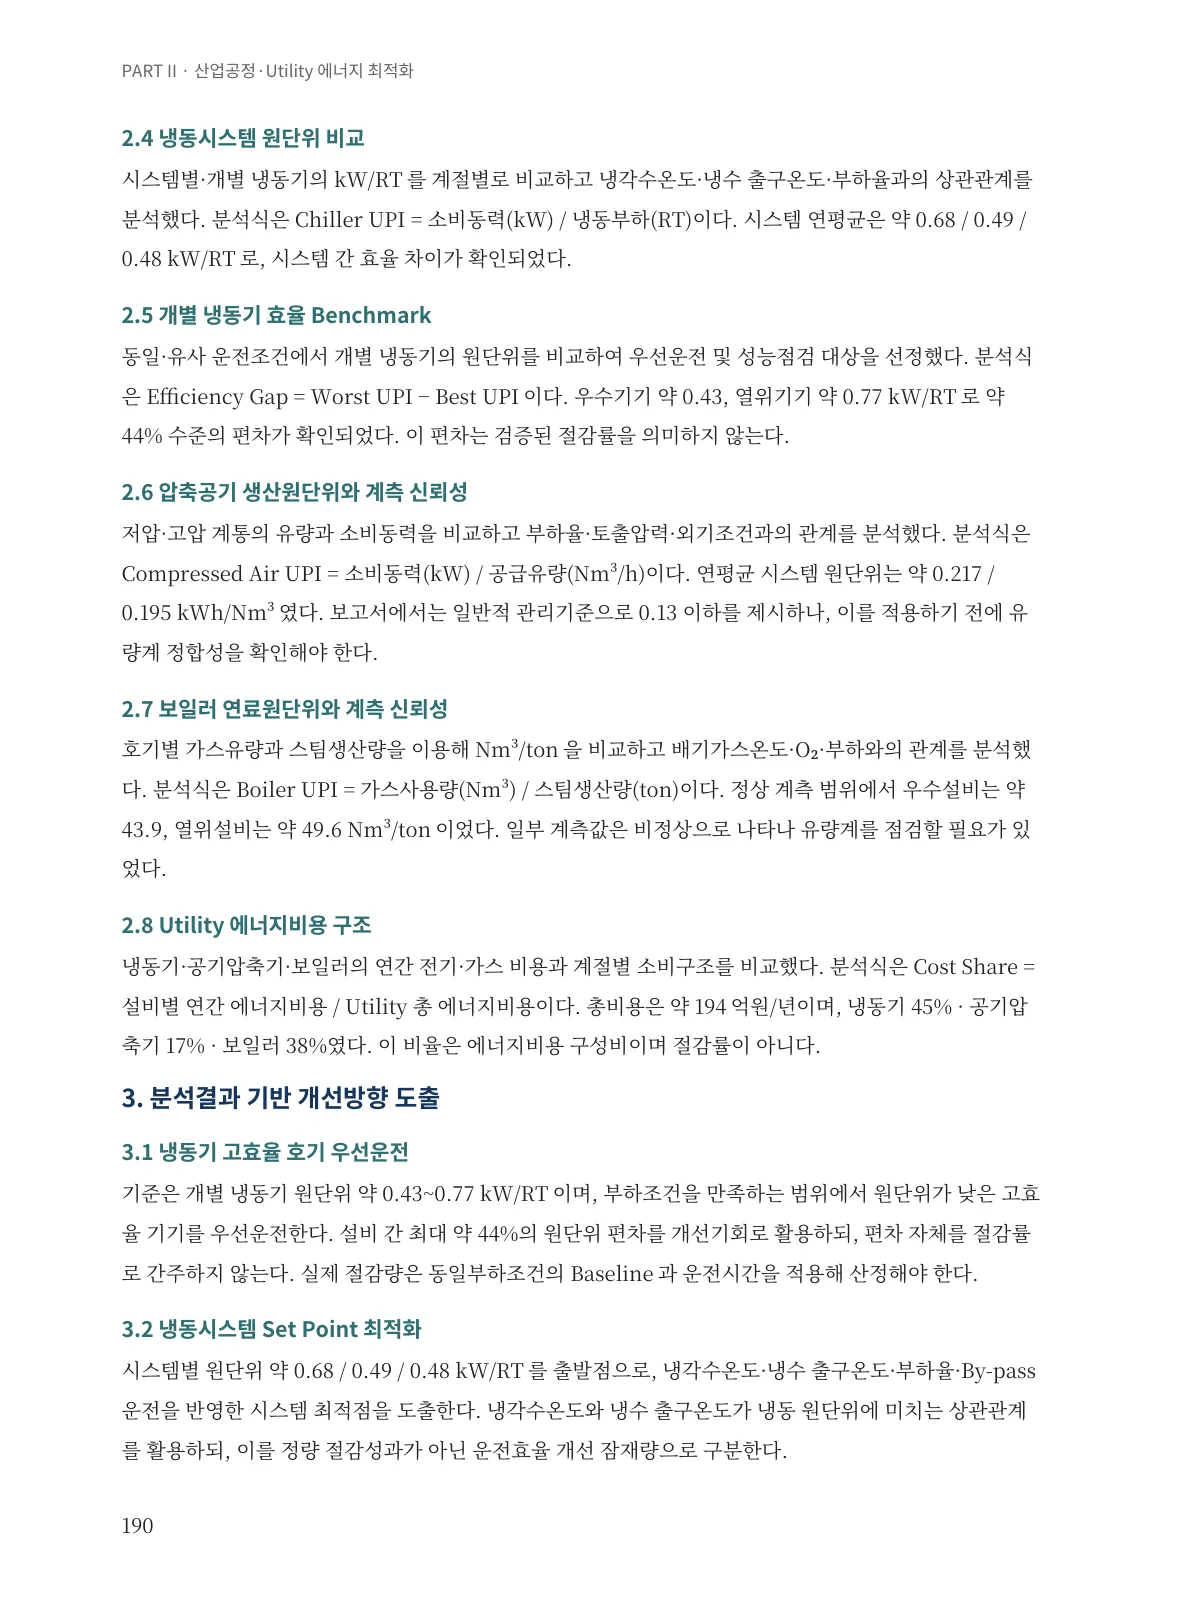 PART II · 산업공정·Utility 에너지 최적화
2.4 냉동시스템 원단위 비교
시스템별·개별 냉동기의 kW/RT 를 계절별로 비교하고 냉각수온도·냉수 출구온도·부하율과의 상관관계를
분석했다. 분석식은 Chiller UPI = 소비동력(kW) / 냉동부하(RT)이다. 시스템 연평균은 약 0.68 / 0.49 /
0.48 kW/RT 로, 시스템 간 효율 차이가 확인되었다.
2.5 개별 냉동기 효율 Benchmark
동일·유사 운전조건에서 개별 냉동기의 원단위를 비교하여 우선운전 및 성능점검 대상을 선정했다. 분석식
은 Efficiency Gap = Worst UPI − Best UPI 이다. 우수기기 약 0.43, 열위기기 약 0.77 kW/RT 로 약
44% 수준의 편차가 확인되었다. 이 편차는 검증된 절감률을 의미하지 않는다.
2.6 압축공기 생산원단위와 계측 신뢰성
저압·고압 계통의 유량과 소비동력을 비교하고 부하율·토출압력·외기조건과의 관계를 분석했다. 분석식은
Compressed Air UPI = 소비동력(kW) / 공급유량(Nm³/h)이다. 연평균 시스템 원단위는 약 0.217 /
0.195 kWh/Nm³ 였다. 보고서에서는 일반적 관리기준으로 0.13 이하를 제시하나, 이를 적용하기 전에 유
량계 정합성을 확인해야 한다.
2.7 보일러 연료원단위와 계측 신뢰성
호기별 가스유량과 스팀생산량을 이용해 Nm³/ton 을 비교하고 배기가스온도·O₂·부하와의 관계를 분석했
다. 분석식은 Boiler UPI = 가스사용량(Nm³) / 스팀생산량(ton)이다. 정상 계측 범위에서 우수설비는 약
43.9, 열위설비는 약 49.6 Nm³/ton 이었다. 일부 계측값은 비정상으로 나타나 유량계를 점검할 필요가 있
었다.
2.8 Utility 에너지비용 구조
냉동기·공기압축기·보일러의 연간 전기·가스 비용과 계절별 소비구조를 비교했다. 분석식은 Cost Share =
설비별 연간 에너지비용 / Utility 총 에너지비용이다. 총비용은 약 194 억원/년이며, 냉동기 45% · 공기압
축기 17% · 보일러 38%였다. 이 비율은 에너지비용 구성비이며 절감률이 아니다.
3. 분석결과 기반 개선방향 도출
3.1 냉동기 고효율 호기 우선운전
기준은 개별 냉동기 원단위 약 0.43~0.77 kW/RT 이며, 부하조건을 만족하는 범위에서 원단위가 낮은 고효
율 기기를 우선운전한다. 설비 간 최대 약 44%의 원단위 편차를 개선기회로 활용하되, 편차 자체를 절감률
로 간주하지 않는다. 실제 절감량은 동일부하조건의 Baseline 과 운전시간을 적용해 산정해야 한다.
3.2 냉동시스템 Set Point 최적화
시스템별 원단위 약 0.68 / 0.49 / 0.48 kW/RT 를 출발점으로, 냉각수온도·냉수 출구온도·부하율·By-pass
운전을 반영한 시스템 최적점을 도출한다. 냉각수온도와 냉수 출구온도가 냉동 원단위에 미치는 상관관계
를 활용하되, 이를 정량 절감성과가 아닌 운전효율 개선 잠재량으로 구분한다.
190